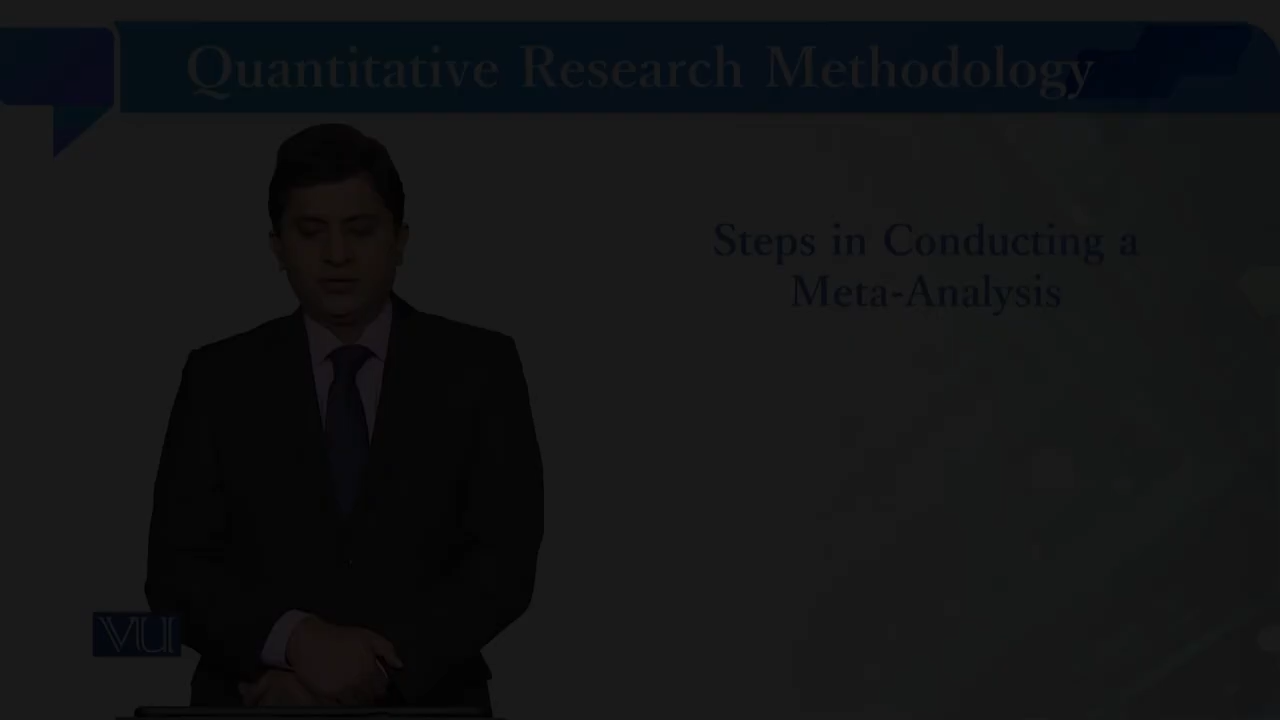 Quantitative Research Methodology
Steps in Conducting a
Meta-Analysis
VU